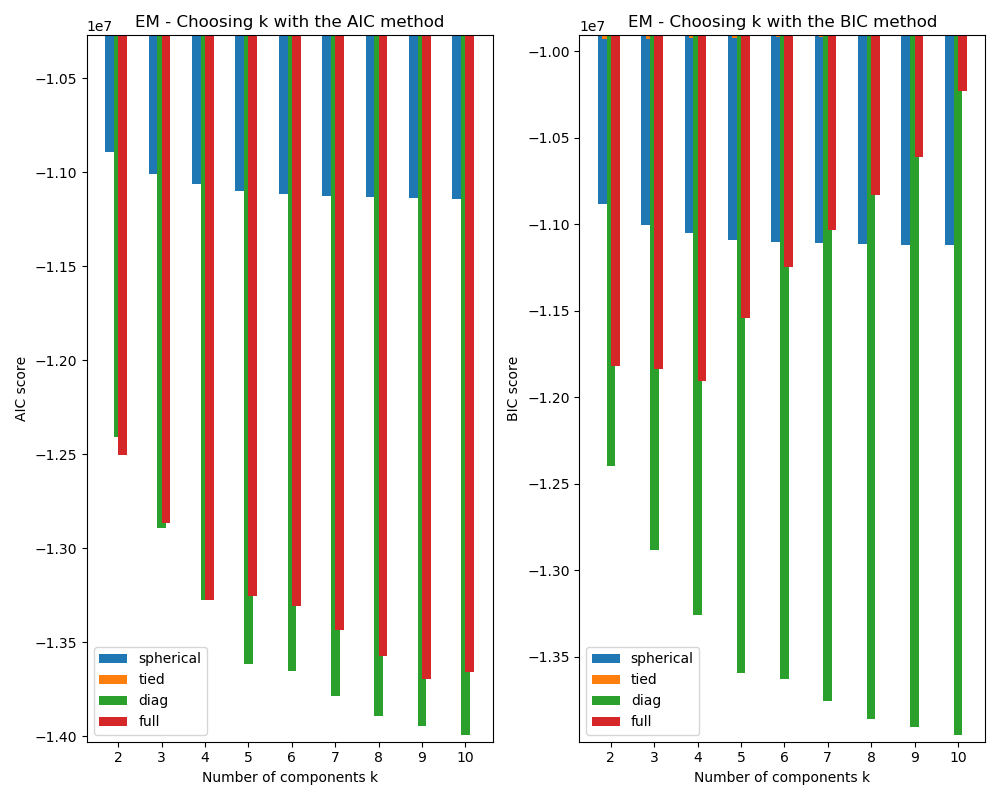 EM - Choosing k with the AIC method
1e7
−1.05
−1.10
−1.15
−1.20
−1.25
−1.30
−1.35
−1.40
AIC score
2 3 4 5 6 7 8 9 10
Number of components k
spherical
tied
diag
full
EM - Choosing k with the BIC method
1e7
−1.00
−1.05
−1.10
−1.15
−1.20
−1.25
−1.30
−1.35
BIC score
2 3 4 5 6 7 8 9 10
Number of components k
spherical
tied
diag
full